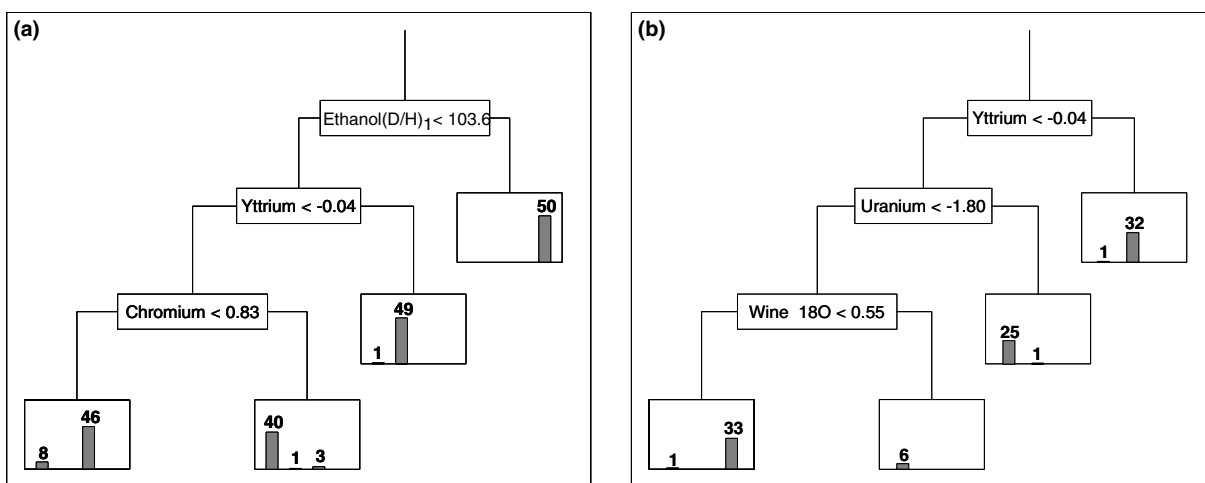 (a)
Ethanol(D/H)1< 103.6
Yttrium < -0.04
50
Chromium < 0.83
49
1
46
8
40
1
3
(b)
Yttrium < -0.04
Uranium < -1.80
32
1
Wine 18O < 0.55
25
1
33
1
6